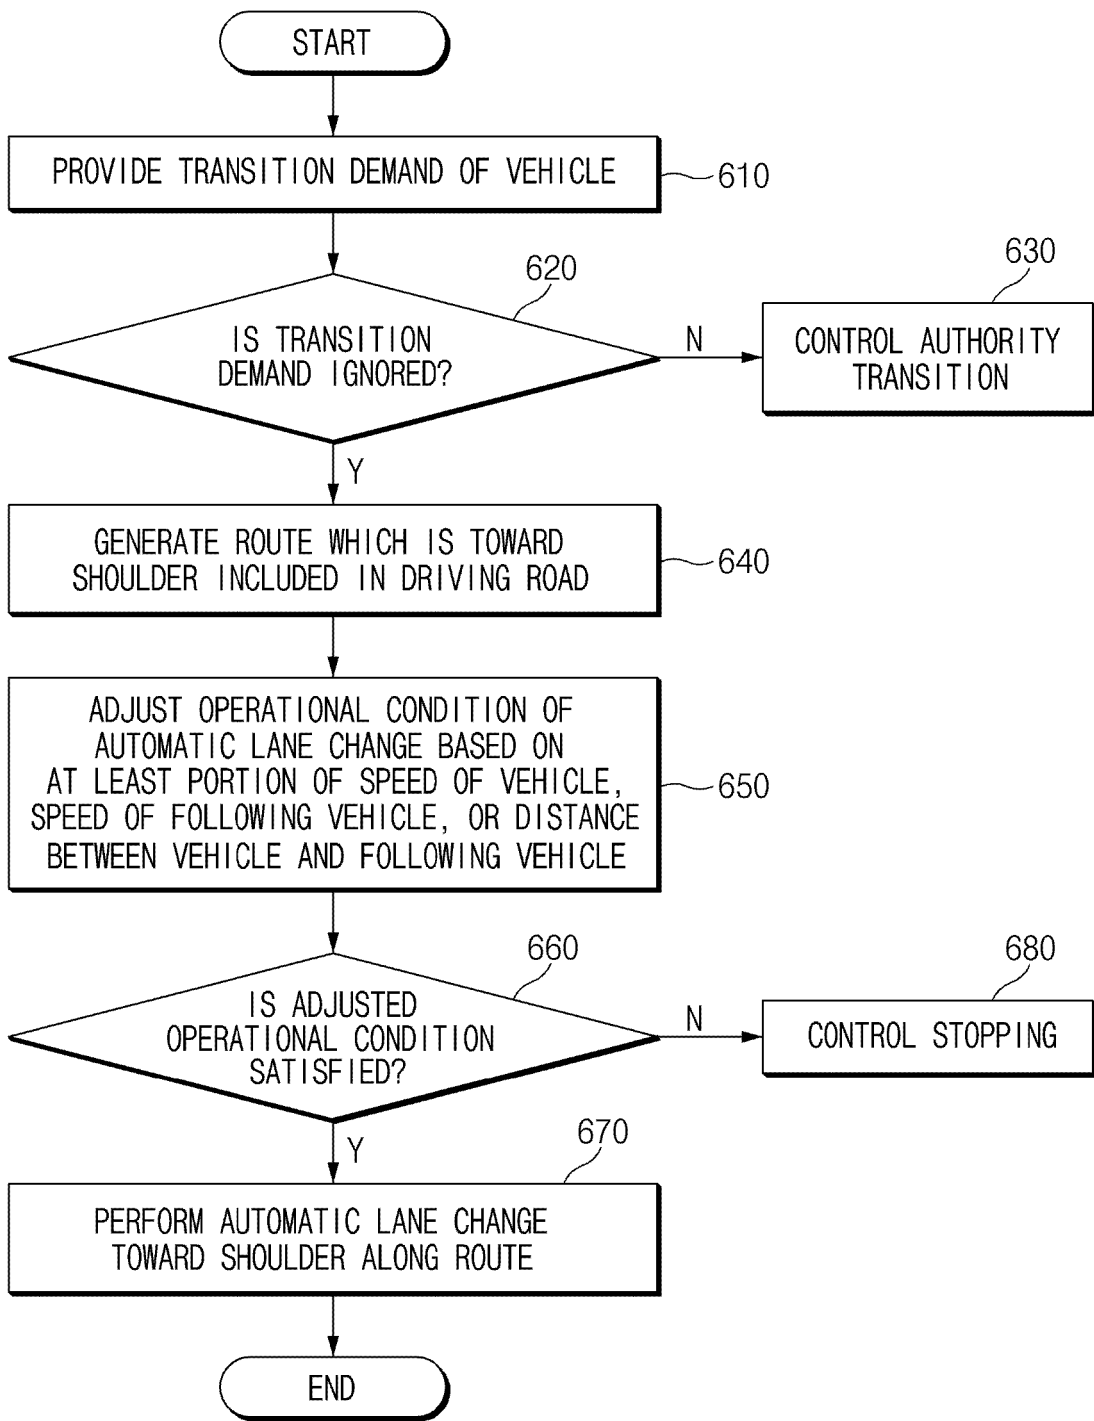 START
PROVIDE TRANSITION DEMAND OF VEHICLE
610
620
IS TRANSITION
DEMAND IGNORED?
N
630
CONTROL AUTHORITY
TRANSITION
Y
GENERATE ROUTE WHICH IS TOWARD
SHOULDER INCLUDED IN DRIVING ROAD
640
ADJUST OPERATIONAL CONDITION OF
AUTOMATIC LANE CHANGE BASED ON
AT LEAST PORTION OF SPEED OF VEHICLE,
SPEED OF FOLLOWING VEHICLE, OR DISTANCE
BETWEEN VEHICLE AND FOLLOWING VEHICLE
650
660
IS ADJUSTED
OPERATIONAL CONDITION
SATISFIED?
N
680
CONTROL STOPPING
Y
670
PERFORM AUTOMATIC LANE CHANGE
TOWARD SHOULDER ALONG ROUTE
END